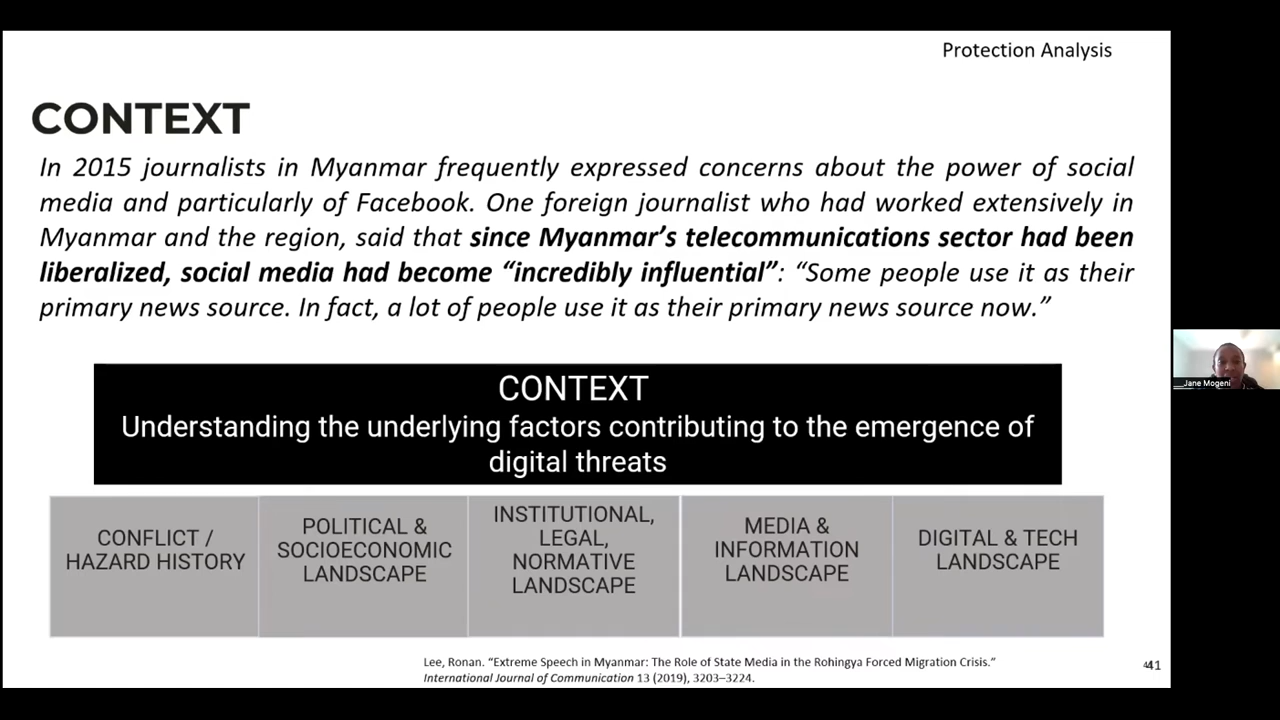 Protection Analysis
CONTEXT
In 2015 journalists in Myanmar frequently expressed concerns about the power of social
media and particularly of Facebook. One foreign journalist who had worked extensively in
Myanmar and the region, said that since Myanmar’s telecommunications sector had been
liberalized, social media had become “incredibly influential”: “Some people use it as their
primary news source. In fact, a lot of people use it as their primary news source now.”
CONTEXT
Understanding the underlying factors contributing to the emergence of
digital threats
CONFLICT /
HAZARD HISTORY
POLITICAL &
SOCIOECONOMIC
LANDSCAPE
INSTITUTIONAL,
LEGAL,
NORMATIVE
LANDSCAPE
MEDIA &
INFORMATION
LANDSCAPE
DIGITAL & TECH
LANDSCAPE
Lee, Ronan. “Extreme Speech in Myanmar: The Role of State Media in the Rohingya Forced Migration Crisis.”
International Journal of Communication 13 (2019), 3203–3224.
41
Jane Mogeni